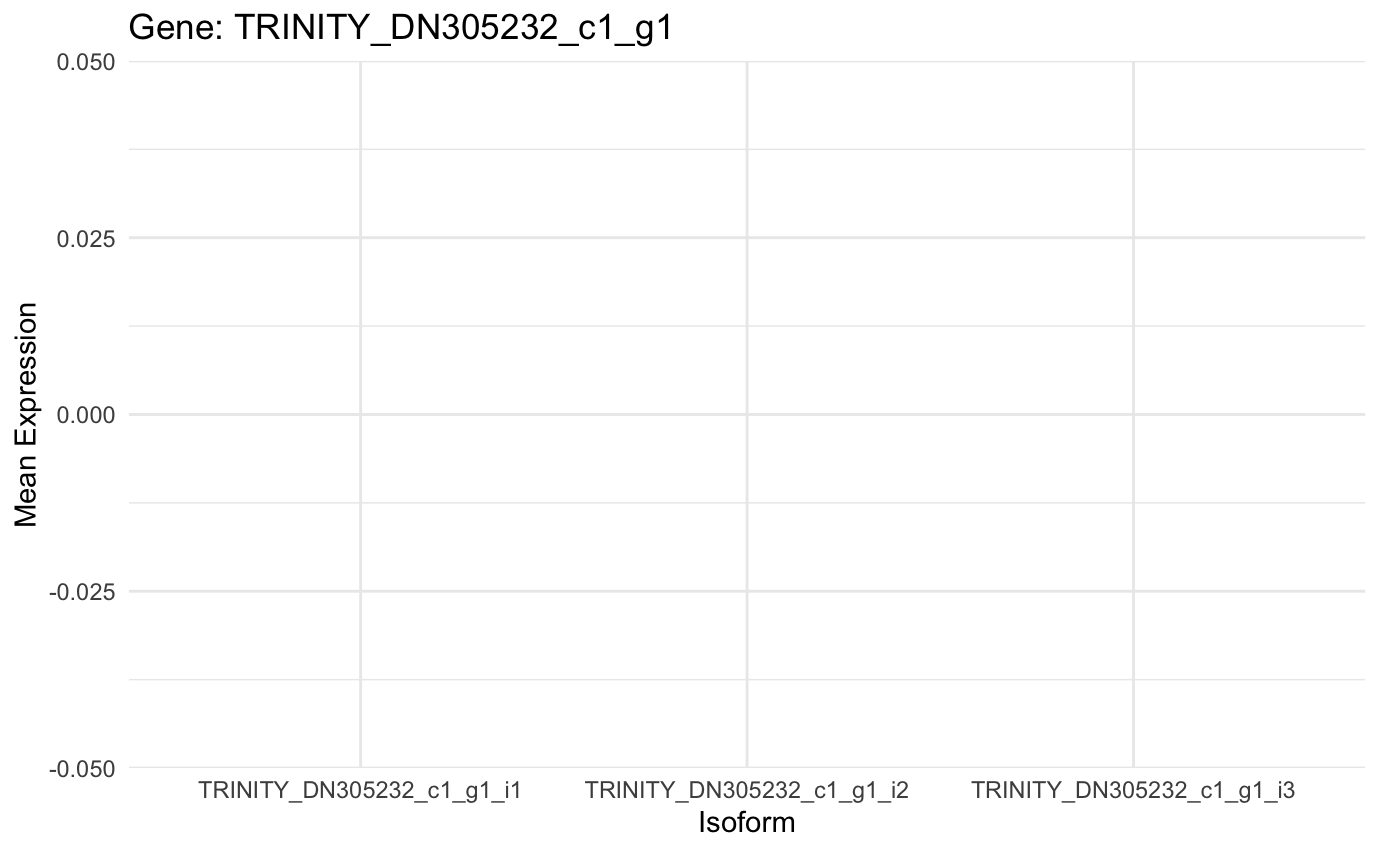 Gene: TRINITY_DN305232_c1_g1
0.050
0.025
0.000
-0.025
-0.050
Mean Expression
TRINITY_DN305232_c1_g1_i1 TRINITY_DN305232_c1_g1_i2 TRINITY_DN305232_c1_g1_i3
Isoform